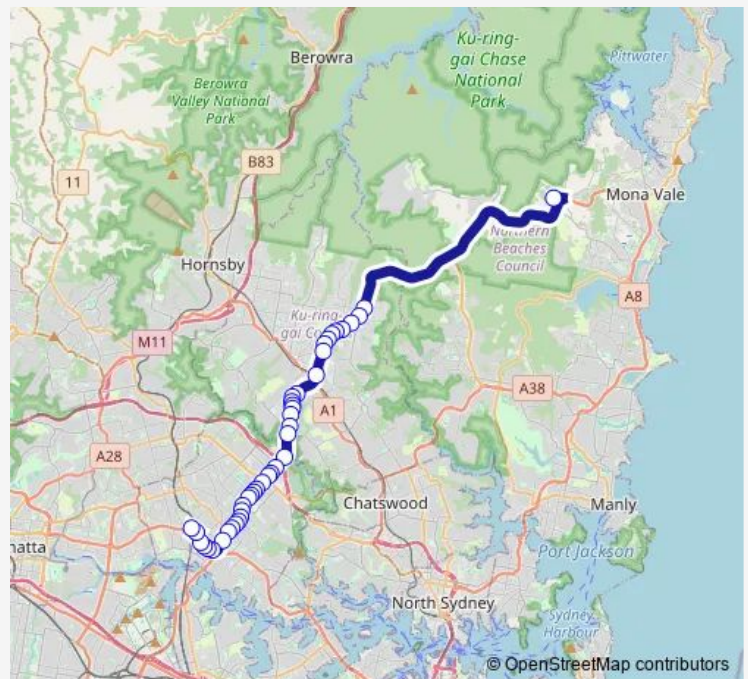 Ku-ring-
gai Chase
National
Park
Pittwater
Berowra
Berowra
Valley National
Park
B83
11
Mona Vale
Northern
Beaches
Council
Hornsby
A8
Ku-ring-
gai
M11
A38
A1
A28
Chatswood
Manly
natta
Port Jackson
North Sydney
Sydney
Harbour
© OpenStreetMap contributors